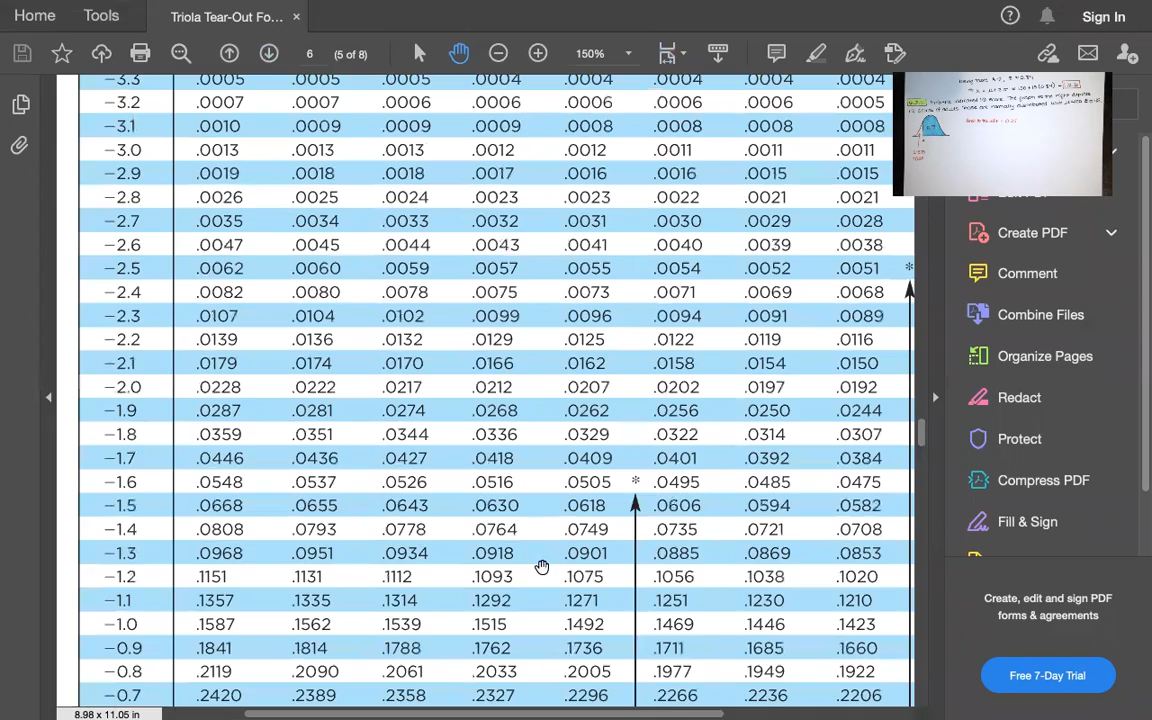 Home Tools Triola Tear-Out Fo... × Sign In
6 (5 of 8) 150%
−3.3 .0005 .0005 .0005 .0004 .0004 .0004 .0004 .0004
−3.2 .0007 .0007 .0006 .0006 .0006 .0006 .0006 .0005
−3.1 .0010 .0009 .0009 .0009 .0008 .0008 .0008 .0008
−3.0 .0013 .0013 .0013 .0012 .0012 .0011 .0011 .0011
−2.9 .0019 .0018 .0018 .0017 .0016 .0016 .0015 .0015
−2.8 .0026 .0025 .0024 .0023 .0023 .0022 .0021 .0021
−2.7 .0035 .0034 .0033 .0032 .0031 .0030 .0029 .0028
−2.6 .0047 .0045 .0044 .0043 .0041 .0040 .0039 .0038
−2.5 .0062 .0060 .0059 .0057 .0055 .0054 .0052 .0051 *
−2.4 .0082 .0080 .0078 .0075 .0073 .0071 .0069 .0068
−2.3 .0107 .0104 .0102 .0099 .0096 .0094 .0091 .0089
−2.2 .0139 .0136 .0132 .0129 .0125 .0122 .0119 .0116
−2.1 .0179 .0174 .0170 .0166 .0162 .0158 .0154 .0150
−2.0 .0228 .0222 .0217 .0212 .0207 .0202 .0197 .0192
−1.9 .0287 .0281 .0274 .0268 .0262 .0256 .0250 .0244
−1.8 .0359 .0351 .0344 .0336 .0329 .0322 .0314 .0307
−1.7 .0446 .0436 .0427 .0418 .0409 .0401 .0392 .0384
−1.6 .0548 .0537 .0526 .0516 .0505 * .0495 .0485 .0475
−1.5 .0668 .0655 .0643 .0630 .0618 .0606 .0594 .0582
−1.4 .0808 .0793 .0778 .0764 .0749 .0735 .0721 .0708
−1.3 .0968 .0951 .0934 .0918 .0901 .0885 .0869 .0853
−1.2 .1151 .1131 .1112 .1093 .1075 .1056 .1038 .1020
−1.1 .1357 .1335 .1314 .1292 .1271 .1251 .1230 .1210
−1.0 .1587 .1562 .1539 .1515 .1492 .1469 .1446 .1423
−0.9 .1841 .1814 .1788 .1762 .1736 .1711 .1685 .1660
−0.8 .2119 .2090 .2061 .2033 .2005 .1977 .1949 .1922
−0.7 .2420 .2389 .2358 .2327 .2296 .2266 .2236 .2206
8.98 x 11.05 in
Create PDF
Comment
Combine Files
Organize Pages
Redact
Protect
Compress PDF
Fill & Sign
Create, edit and sign PDF
forms & agreements
Free 7-Day Trial